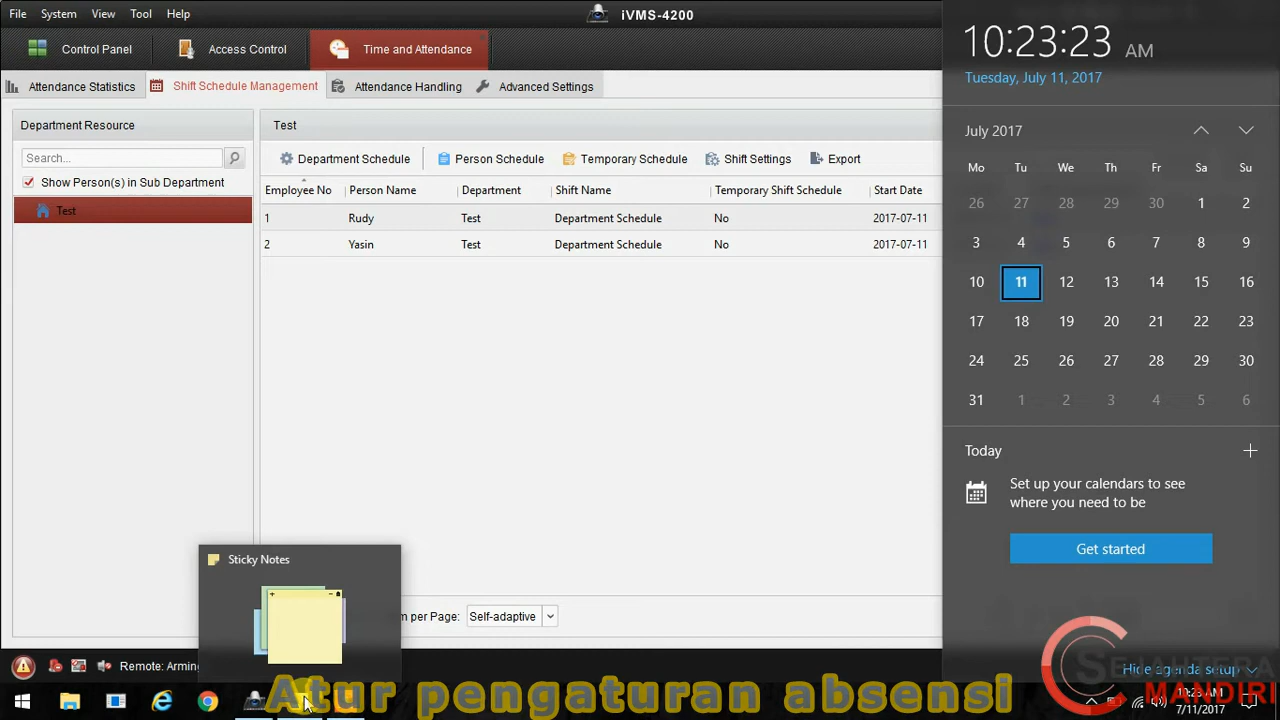 File System View Tool Help
iVMS-4200
Control Panel Access Control Time and Attendance
Attendance Statistics Shift Schedule Management Attendance Handling Advanced Settings
Department Resource
Search...
Show Person(s) in Sub Department
Test
Test
Department Schedule Person Schedule Temporary Schedule Shift Settings Export
Employee No Person Name Department Shift Name Temporary Shift Schedule Start Date
1 Rudy Test Department Schedule No 2017-07-11
2 Yasin Test Department Schedule No 2017-07-11
per Page: Self-adaptive
Sticky Notes
Remote: Arming
10:23:23 AM
Tuesday, July 11, 2017
July 2017
Mo Tu We Th Fr Sa Su
26 27 28 29 30 1 2
3 4 5 6 7 8 9
10 11 12 13 14 15 16
17 18 19 20 21 22 23
24 25 26 27 28 29 30
31 1 2 3 4 5 6
Today
Set up your calendars to see
where you need to be
Get started
Hide agenda setup
SEJAHTERA
MANDIRI
10:23 AM
7/11/2017
Atur pengaturan absensi